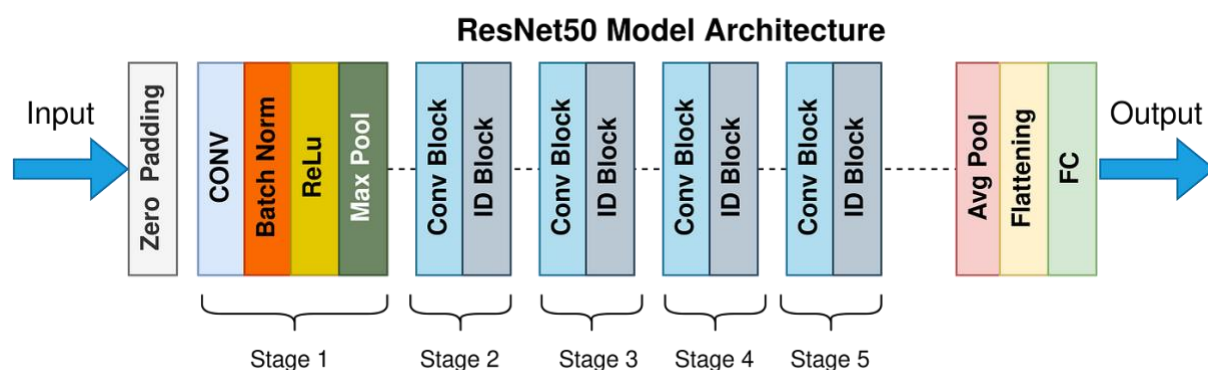 ResNet50 Model Architecture
Input
Zero Padding
CONV
Batch Norm
ReLu
Max Pool
Conv Block
ID Block
Conv Block
ID Block
Conv Block
ID Block
Conv Block
ID Block
Avg Pool
Flattening
FC
Output
Stage 1
Stage 2
Stage 3
Stage 4
Stage 5